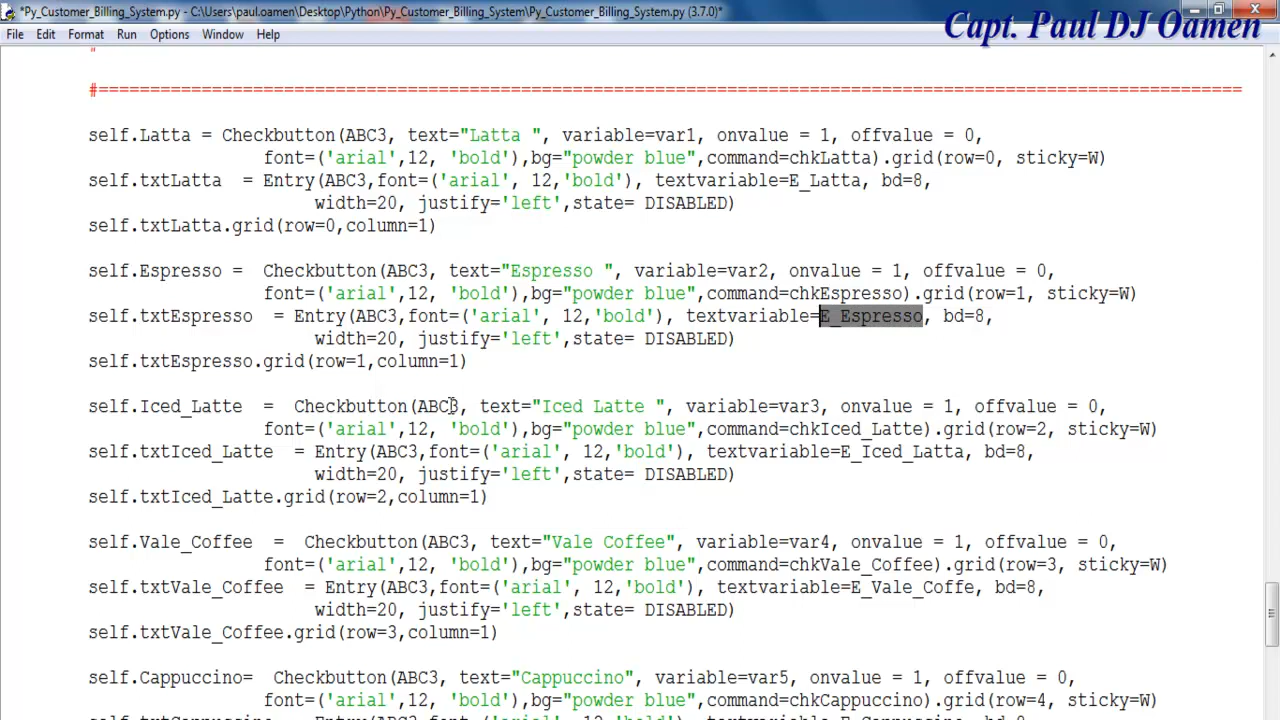 *Py_Customer_Billing_System.py - C:\Users\paul.oamen\Desktop\Python\Py_Customer_Billing_System\Py_Customer_Billing_System.py (3.7.0)*
Capt. Paul DJ Oamen
File Edit Format Run Options Window Help
"
#===============================================================================================================
self.Latta = Checkbutton(ABC3, text="Latta ", variable=var1, onvalue = 1, offvalue = 0,
font=('arial',12, 'bold'),bg="powder blue",command=chkLatta).grid(row=0, sticky=W)
self.txtLatta  = Entry(ABC3,font=('arial', 12,'bold'), textvariable=E_Latta, bd=8,
width=20, justify='left',state= DISABLED)
self.txtLatta.grid(row=0,column=1)
self.Espresso =  Checkbutton(ABC3, text="Espresso ", variable=var2, onvalue = 1, offvalue = 0,
font=('arial',12, 'bold'),bg="powder blue",command=chkEspresso).grid(row=1, sticky=W)
self.txtEspresso  = Entry(ABC3,font=('arial', 12,'bold'), textvariable=E_Espresso, bd=8,
width=20, justify='left',state= DISABLED)
self.txtEspresso.grid(row=1,column=1)
self.Iced_Latte  =  Checkbutton(ABC3, text="Iced Latte ", variable=var3, onvalue = 1, offvalue = 0,
font=('arial',12, 'bold'),bg="powder blue",command=chkIced_Latte).grid(row=2, sticky=W)
self.txtIced_Latte  = Entry(ABC3,font=('arial', 12,'bold'), textvariable=E_Iced_Latta, bd=8,
width=20, justify='left',state= DISABLED)
self.txtIced_Latte.grid(row=2,column=1)
self.Vale_Coffee  =  Checkbutton(ABC3, text="Vale Coffee", variable=var4, onvalue = 1, offvalue = 0,
font=('arial',12, 'bold'),bg="powder blue",command=chkVale_Coffee).grid(row=3, sticky=W)
self.txtVale_Coffee  = Entry(ABC3,font=('arial', 12,'bold'), textvariable=E_Vale_Coffe, bd=8,
width=20, justify='left',state= DISABLED)
self.txtVale_Coffee.grid(row=3,column=1)
self.Cappuccino=  Checkbutton(ABC3, text="Cappuccino", variable=var5, onvalue = 1, offvalue = 0,
font=('arial',12, 'bold'),bg="powder blue",command=chkCappuccino).grid(row=4, sticky=W)